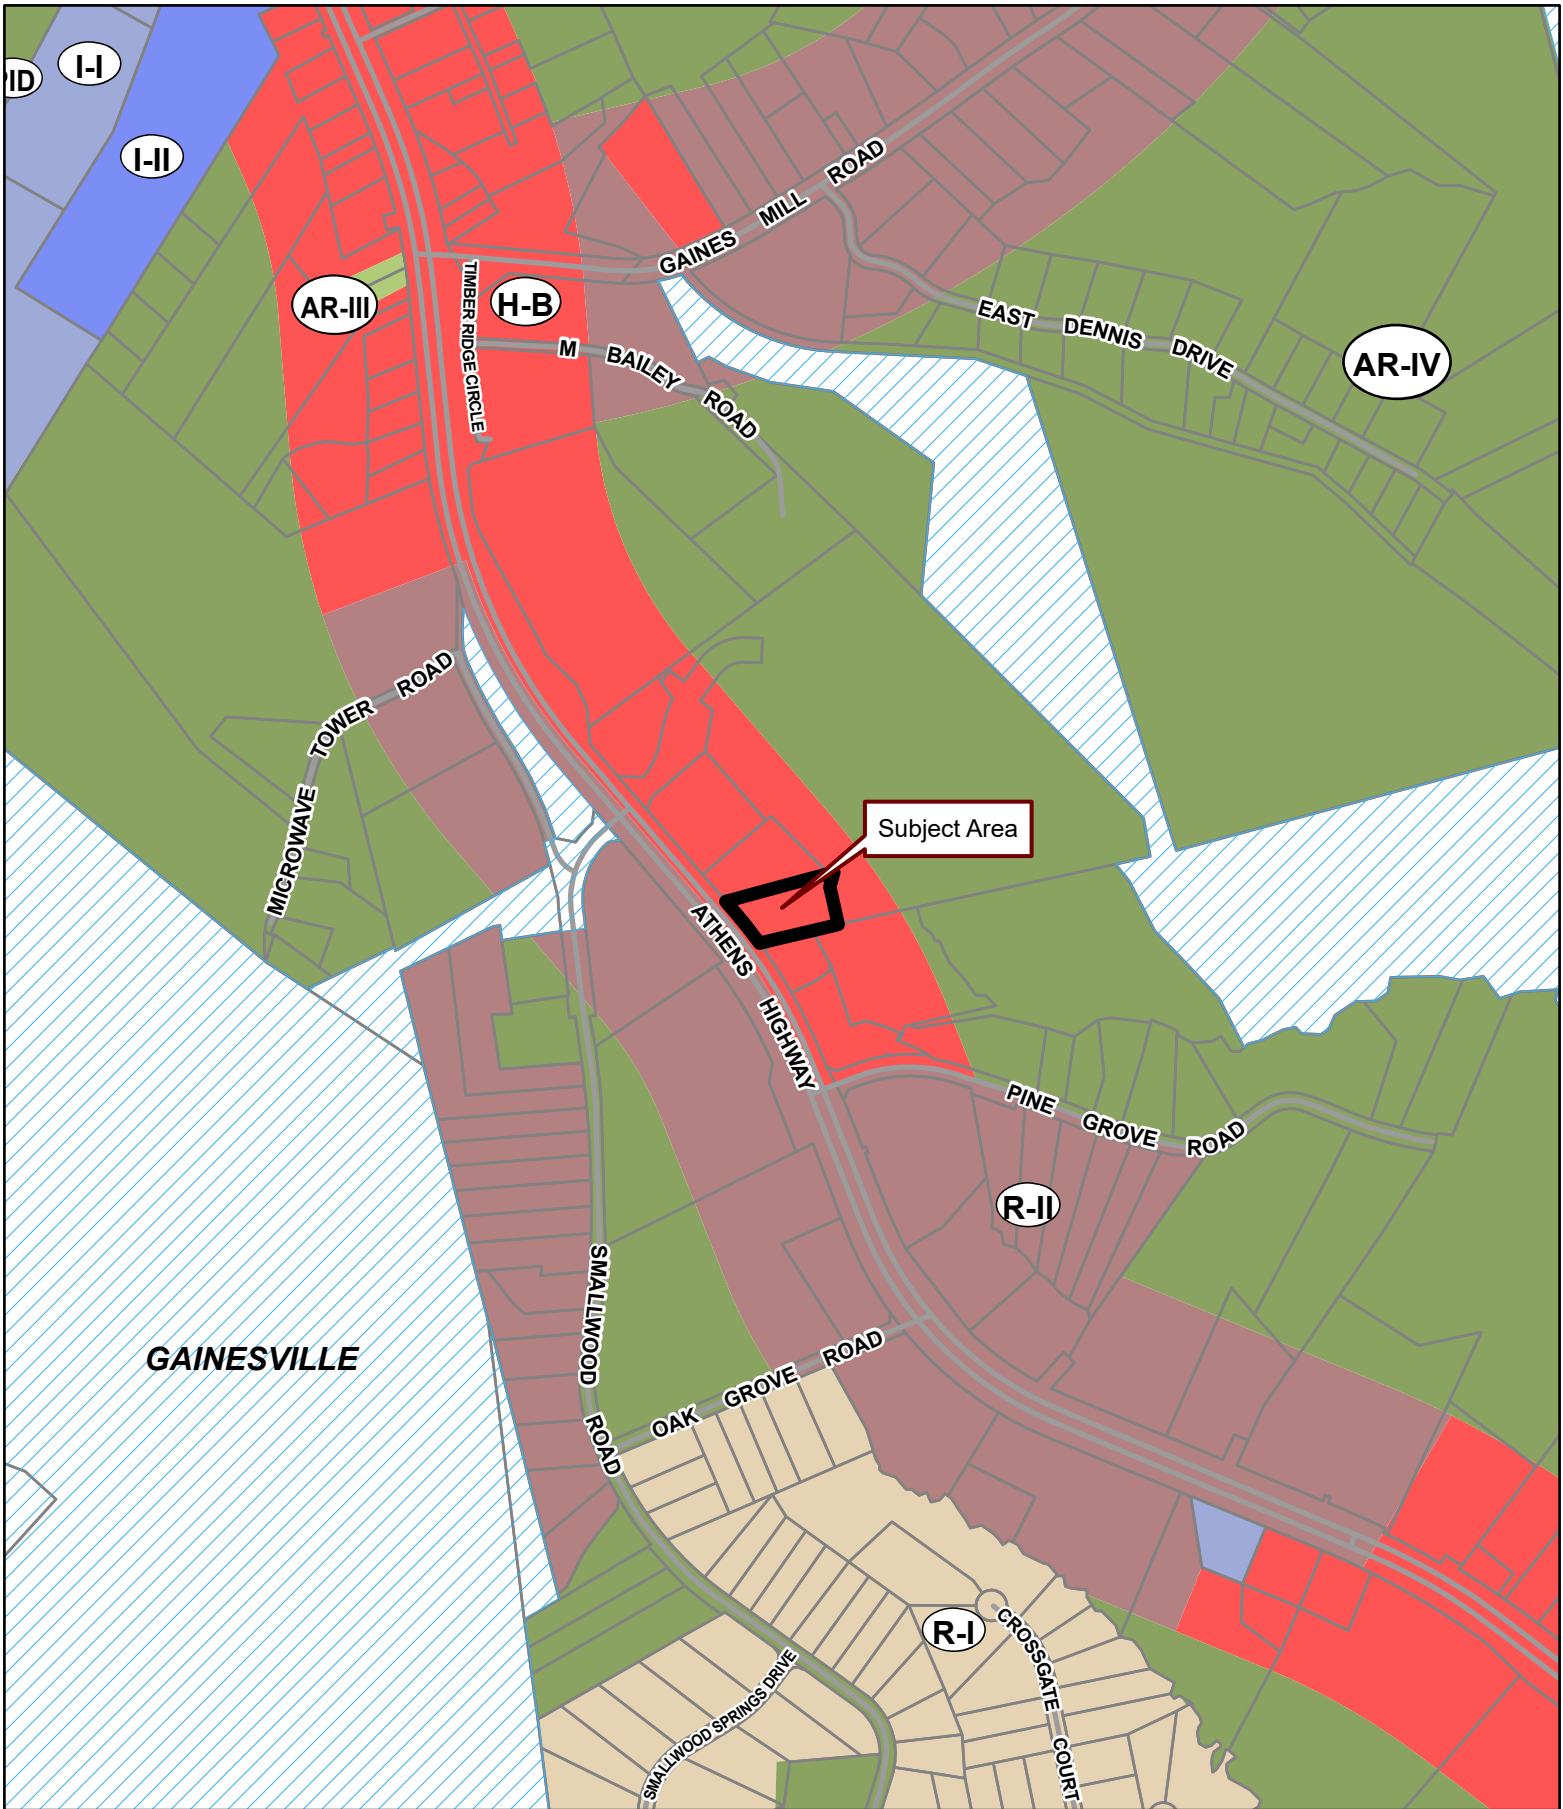 I-I
PID
I-II
ROAD
MILL
GAINES
TIMBER RIDGE CIRCLE
H-B
AR-III
EAST DENNIS DRIVE
M BAILEY ROAD
AR-IV
MICROWAVE TOWER ROAD
Subject Area
ATHENS HIGHWAY
PINE GROVE ROAD
R-II
SMALLWOOD ROAD
GAINESVILLE
OAK GROVE ROAD
R-I
CROSSGATE COURT
SMALLWOOD SPRINGS DRIVE